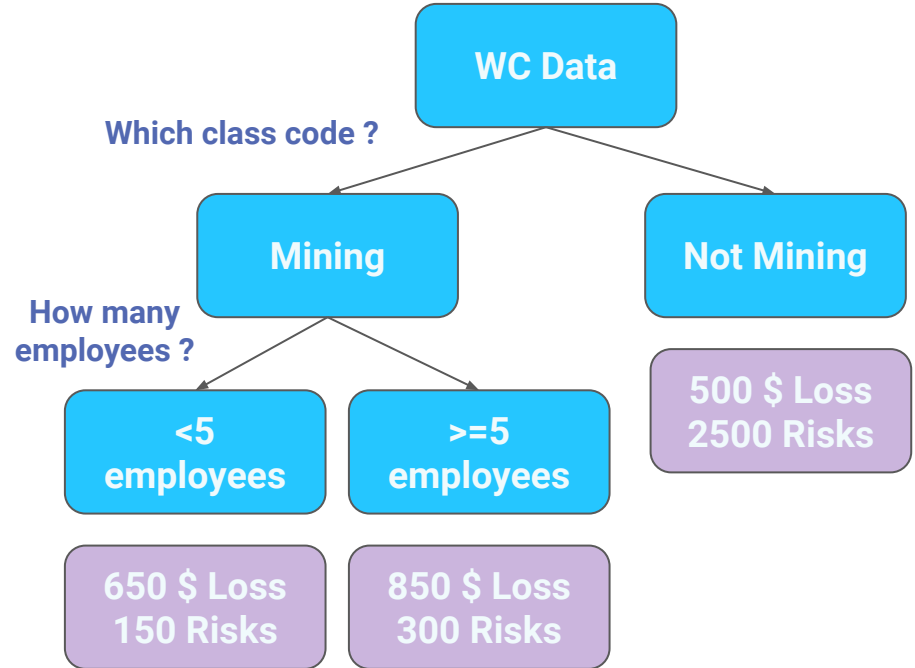 WC Data
Which class code ?
Mining
Not Mining
How many
employees ?
500 $ Loss
2500 Risks
<5
employees
>=5
employees
650 $ Loss
150 Risks
850 $ Loss
300 Risks